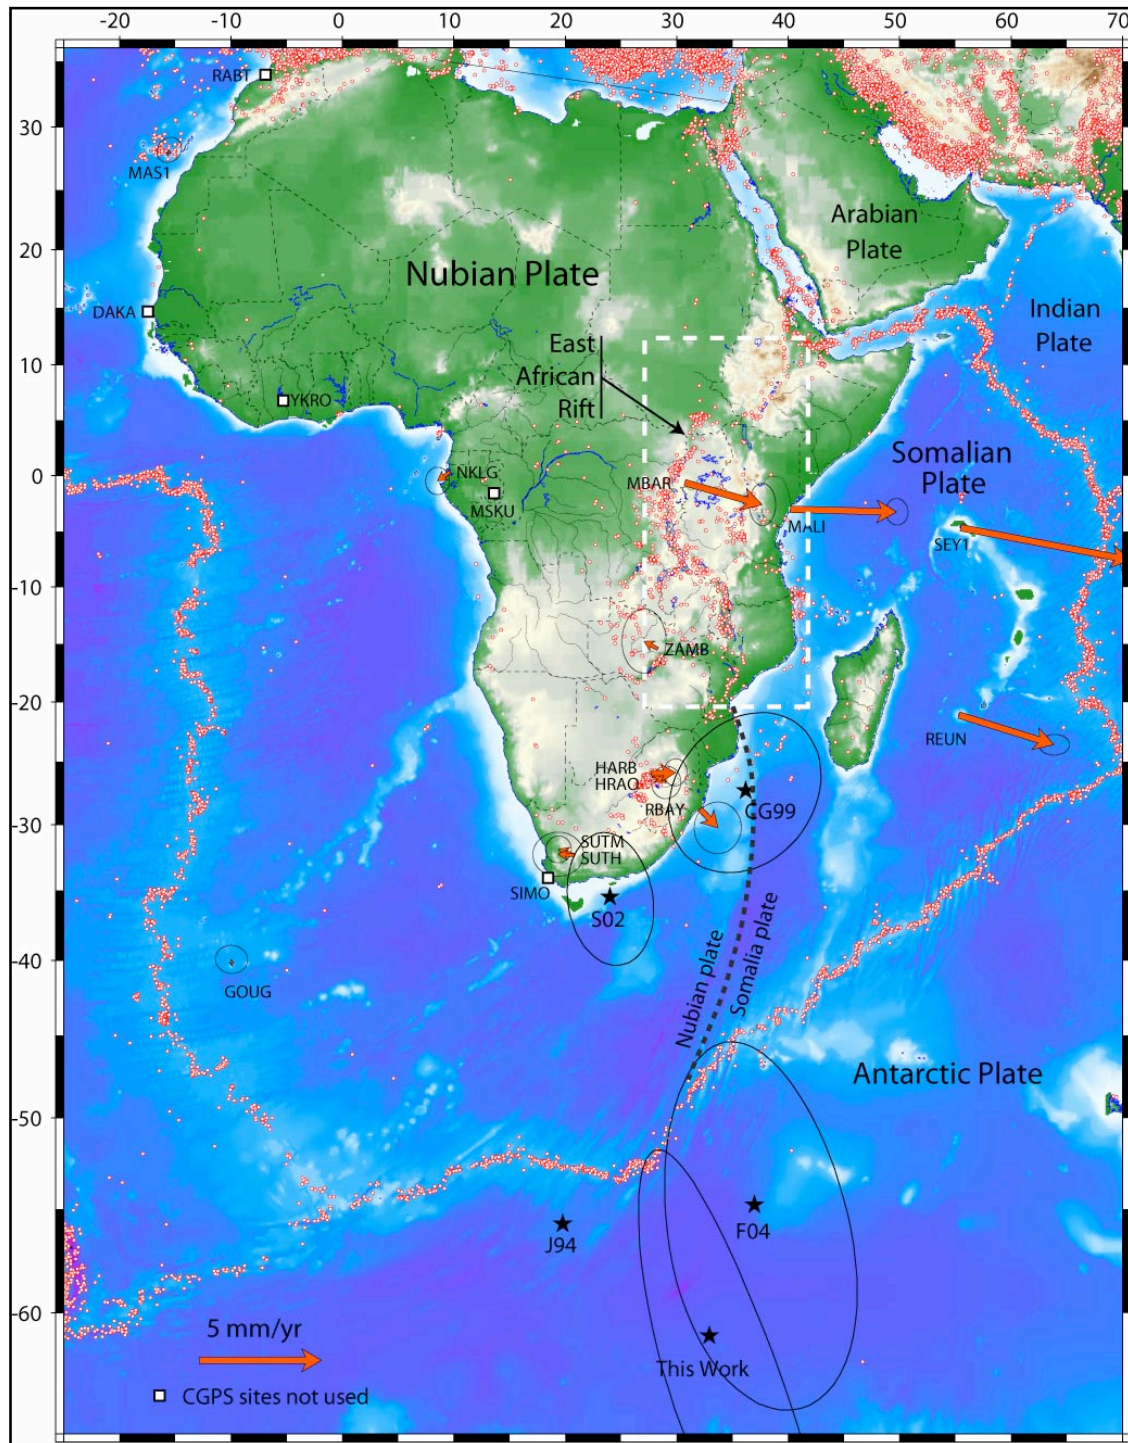 -20 -10 0 10 20 30 40 50 60 70
RABT
30
MAS1
Arabian
Plate
20
Nubian Plate
DAKA
Indian
Plate
East
African
Rift
10
YKRO
Somalian
Plate
0
NKLG
MBAR
MSKU
MALI
SEY1
-10
ZAMB
-20
REUN
HARB
HRAO
RBAY
CG99
-30
SUTM
SUTH
SIMO
S02
Nubian plate
Somalia plate
-40
GOUG
Antarctic Plate
-50
F04
J94
-60
5 mm/yr
This Work
CGPS sites not used